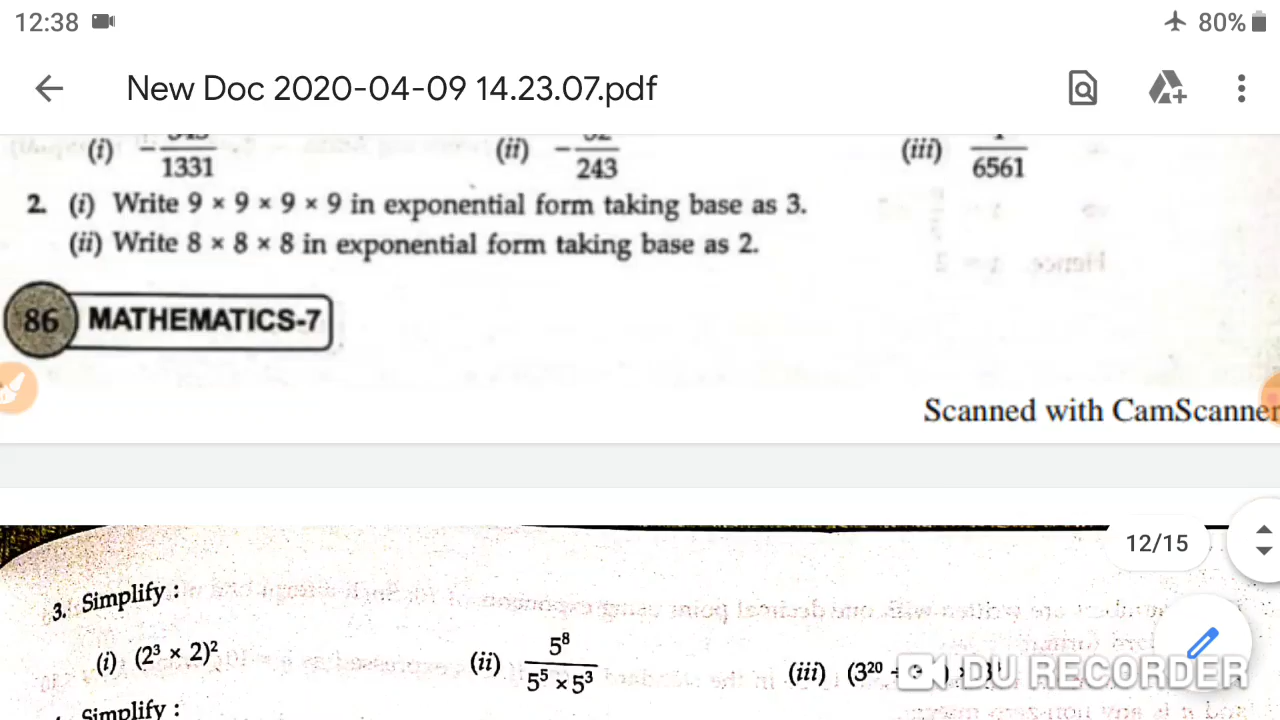 12:38 80%
New Doc 2020-04-09 14.23.07.pdf
(i) - /1331 (ii) - /243 (iii) /6561
2. (i) Write 9 × 9 × 9 × 9 in exponential form taking base as 3.
(ii) Write 8 × 8 × 8 in exponential form taking base as 2.
86 MATHEMATICS-7
Scanned with CamScanner
12/15
3. Simplify :
(i) (2³ × 2)² (ii) 5⁸/5⁵ × 5³ (iii) (3²⁰
DU RECORDER
Simplify :